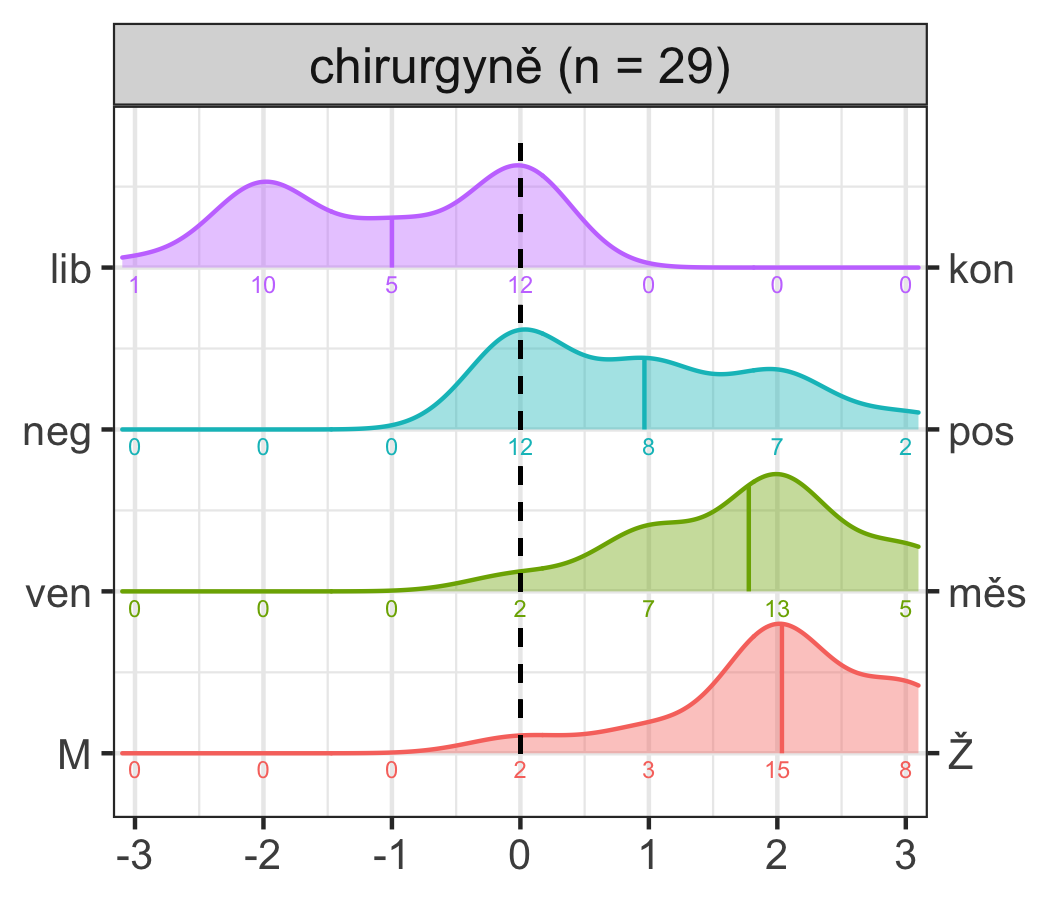 chirurgyně (n = 29)
lib kon
1 10 5 12 0 0 0
neg pos
0 0 0 12 8 7 2
ven měs
0 0 0 2 7 13 5
M Ž
0 0 0 2 3 15 8
-3 -2 -1 0 1 2 3